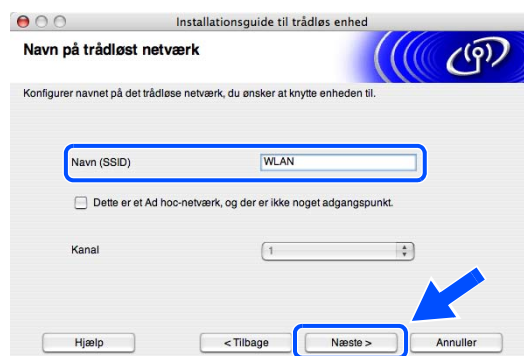 Installationsguide til trådløs enhed
Navn på trådløst netværk
Konfigurer navnet på det trådløse netværk, du ønsker at knytte enheden til.
Navn (SSID) WLAN
Dette er et Ad hoc-netværk, og der er ikke noget adgangspunkt.
Kanal 1
Hjælp < Tilbage Næste > Annuller